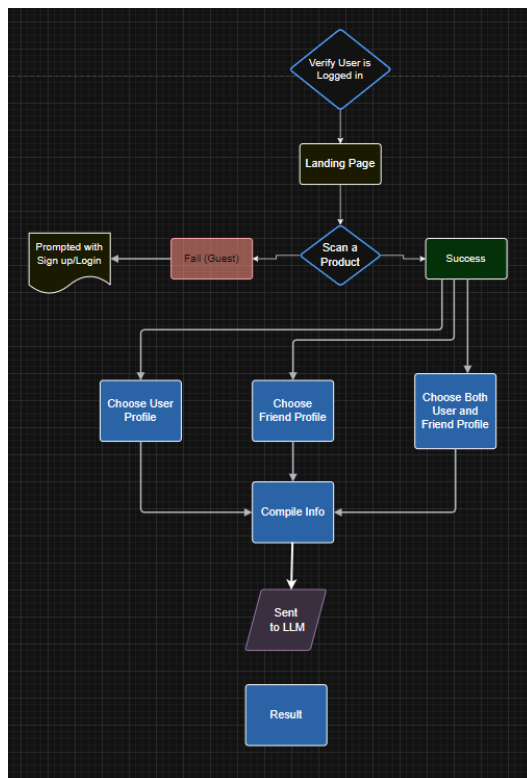 Verify User is
Logged in
Landing Page
Prompted with
Sign up/Login
Fail (Guest)
Scan a
Product
Success
Choose User
Profile
Choose
Friend Profile
Choose Both
User and
Friend Profile
Compile Info
Sent
to LLM
Result